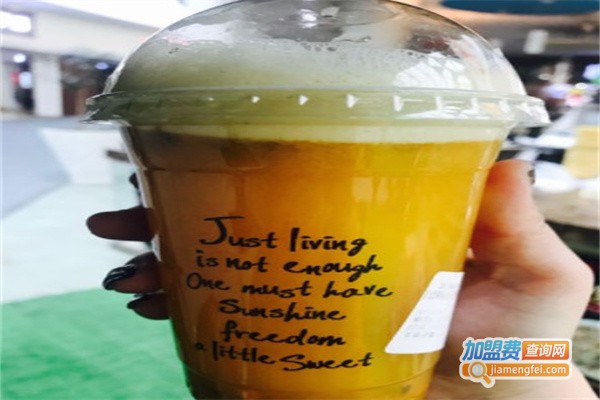 Just living
is not enough
One must have
Sunshine
freedom
a little Sweet
加盟费查询网
jiamengfei.com